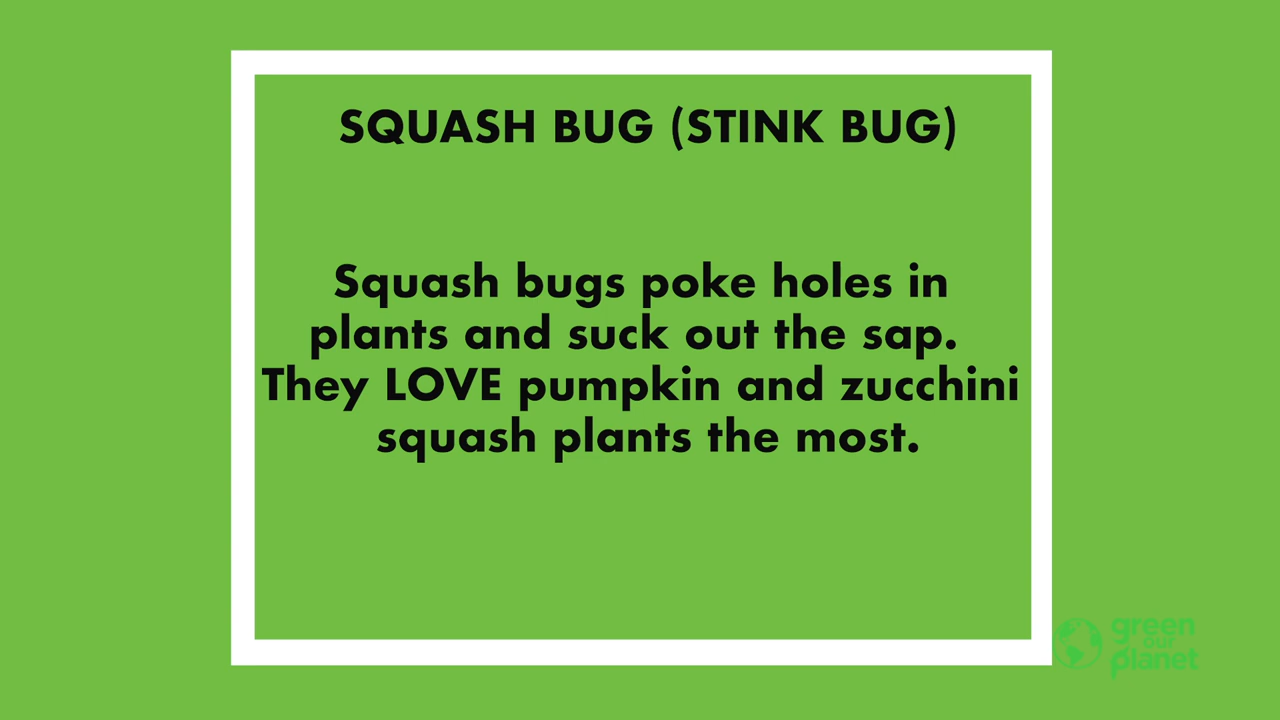 SQUASH BUG (STINK BUG)
Squash bugs poke holes in
plants and suck out the sap.
They LOVE pumpkin and zucchini
squash plants the most.
green
our
planet